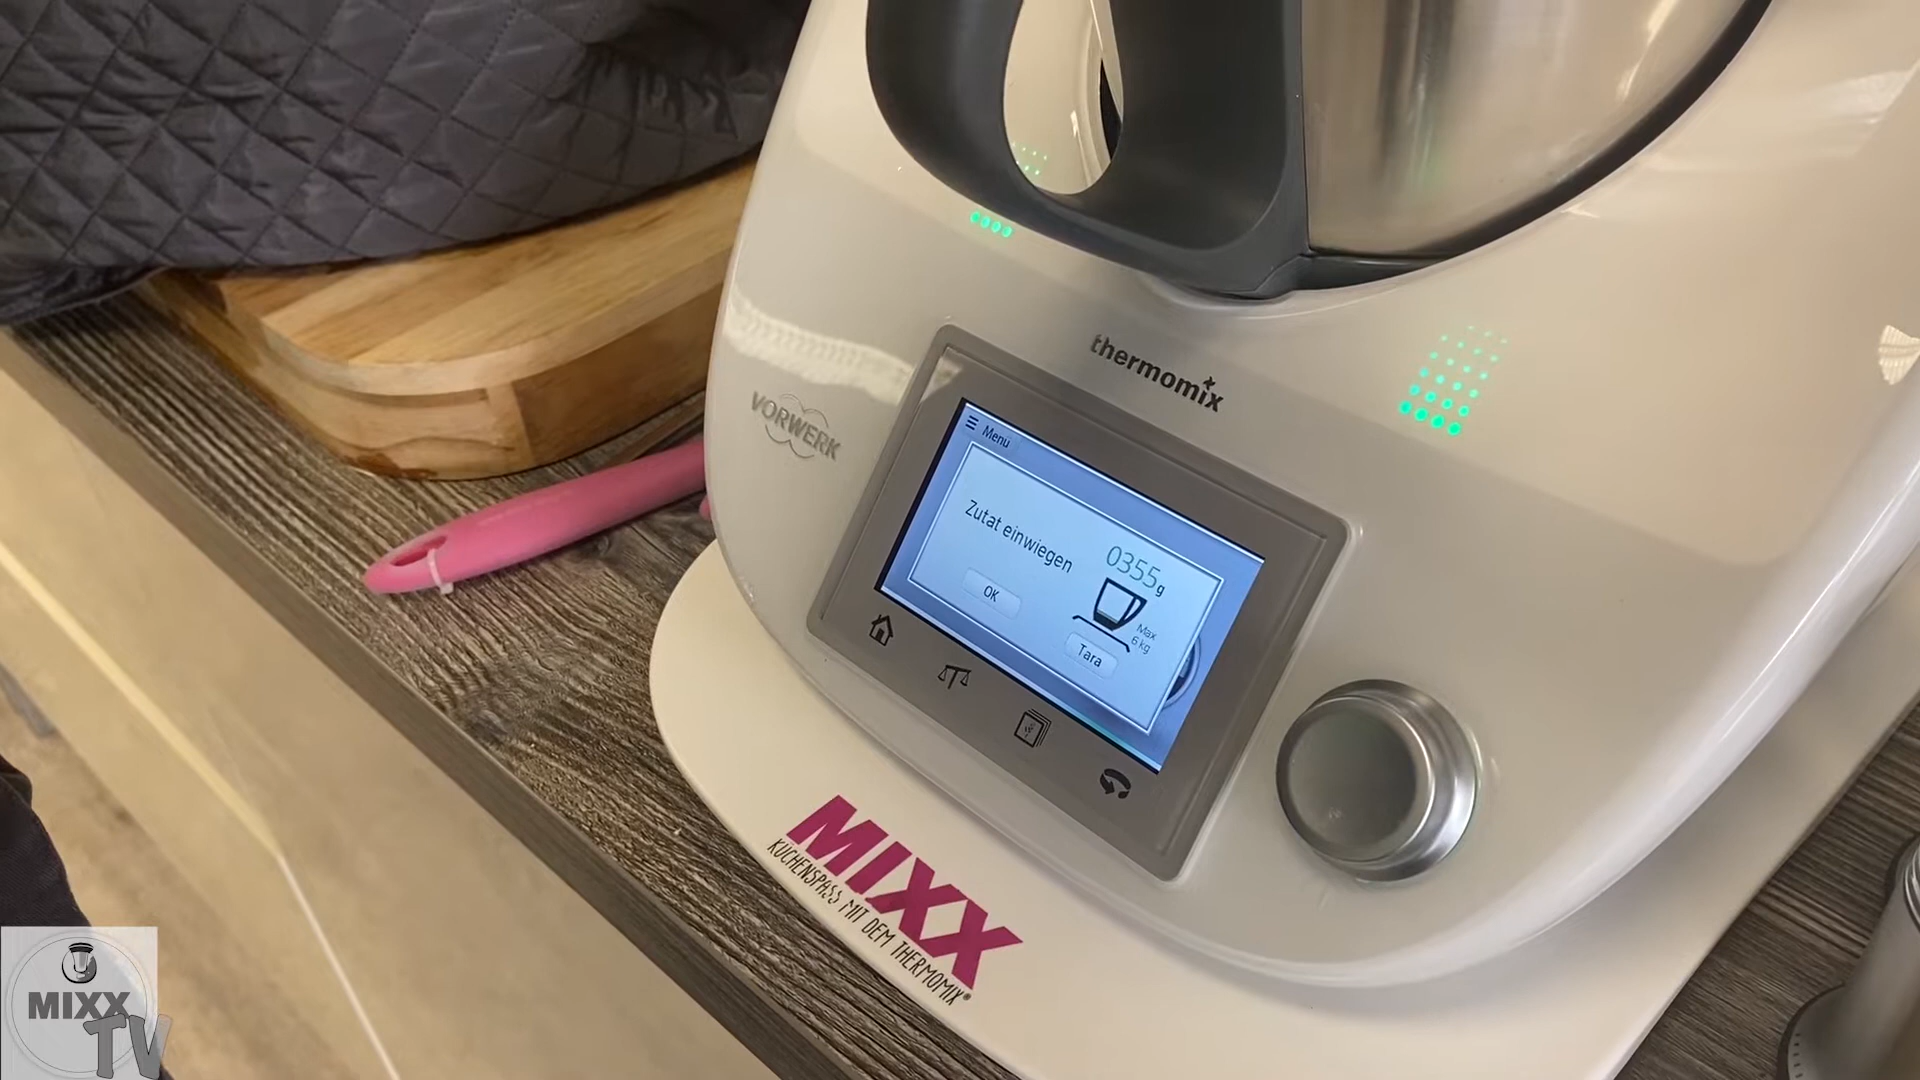 thermomix
VORWERK
Menu
Zutat einwiegen
0355g
OK
Max
6 kg
Tara
MIXX
KÜCHENSPASS MIT DEM THERMOMIX®
MIXX
TV